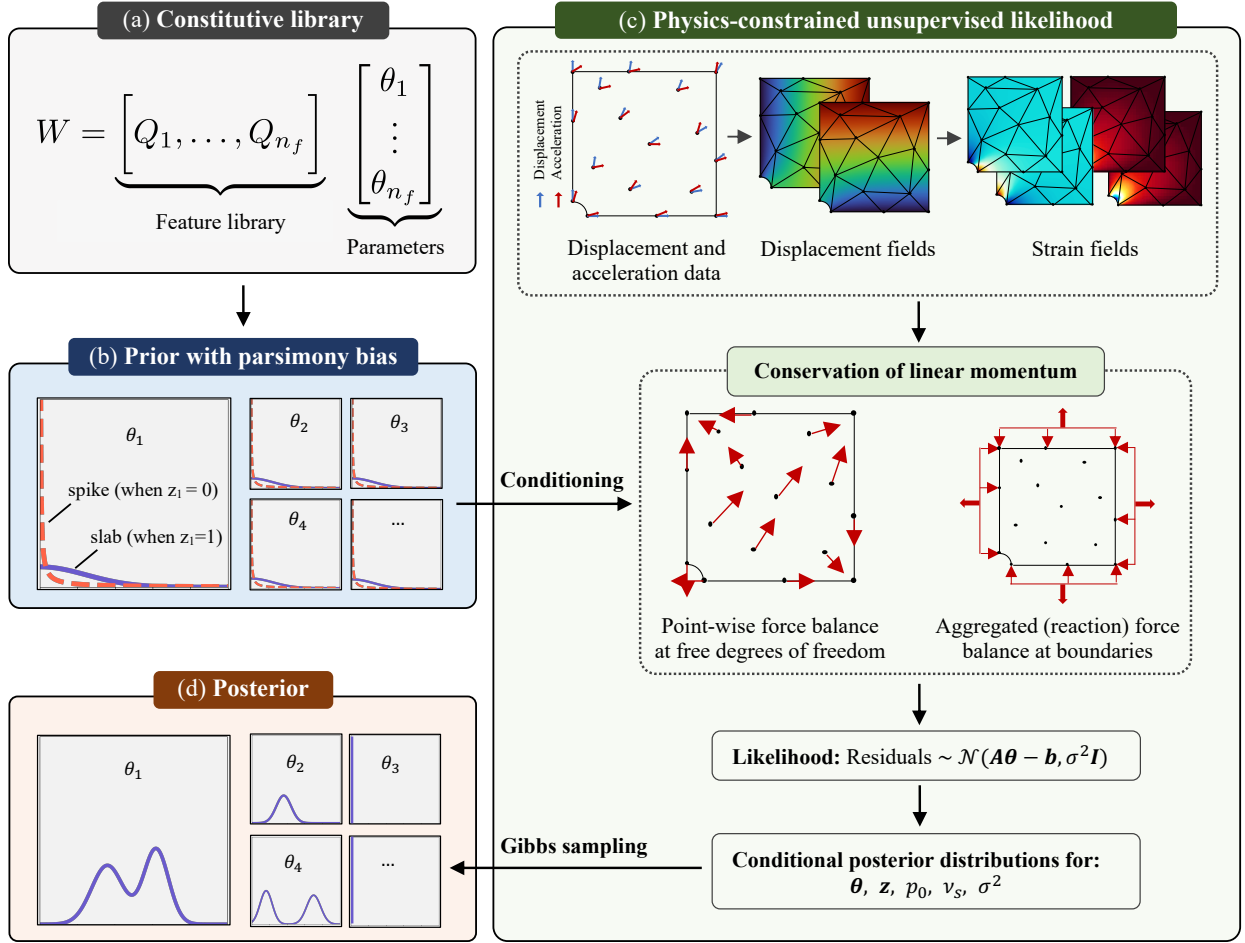 (a) Constitutive library
W = [Q₁, . . . , Qₙf] [θ₁ ⋮ θₙf]
Feature library
Parameters
(b) Prior with parsimony bias
θ₁
spike (when z₁ = 0)
slab (when z₁=1)
θ₂
θ₃
θ₄
...
Conditioning
(c) Physics-constrained unsupervised likelihood
Displacement
Acceleration
Displacement and
acceleration data
Displacement fields
Strain fields
Conservation of linear momentum
Point-wise force balance
at free degrees of freedom
Aggregated (reaction) force
balance at boundaries
Likelihood: Residuals ~ 𝒩(Aθ − b, σ²I)
Conditional posterior distributions for:
θ, z, p₀, νₛ, σ²
Gibbs sampling
(d) Posterior
θ₁
θ₂
θ₃
θ₄
...